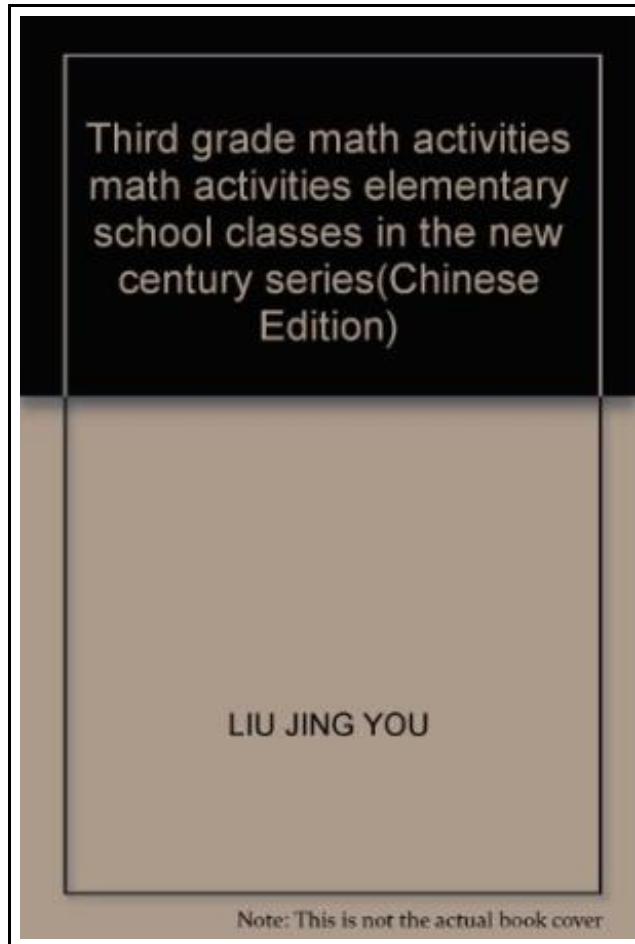 Third grade math activities
math activities elementary
school classes in the new
century series(Chinese
Edition)
LIU JING YOU
Note: This is not the actual book cover